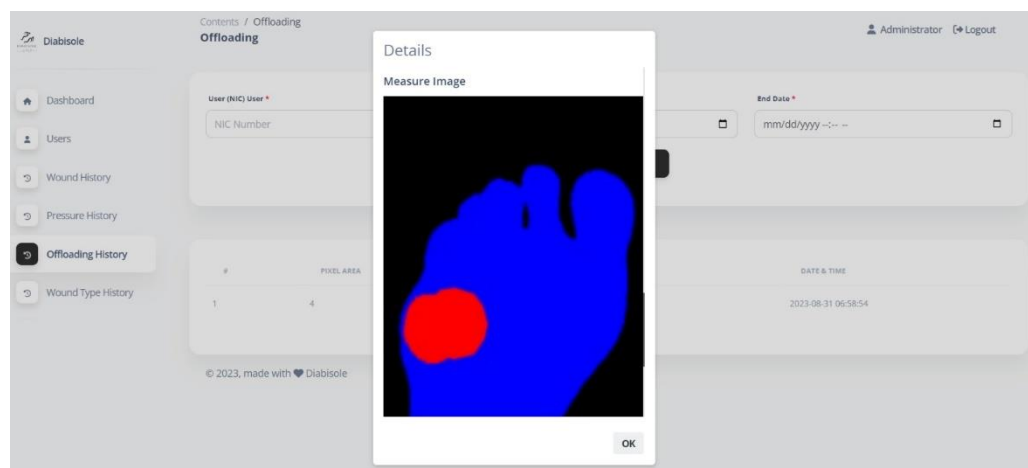 Diabisole
Dashboard
Users
Wound History
Pressure History
Offloading History
Wound Type History
Contents / Offloading
Offloading
Administrator
Logout
User (NIC) User *
NIC Number
End Date *
mm/dd/yyyy --:-- --
# PIXEL AREA DATE & TIME
1 4 2023-08-31 06:58:54
© 2023, made with ♥ Diabisole
Details
Measure Image
OK